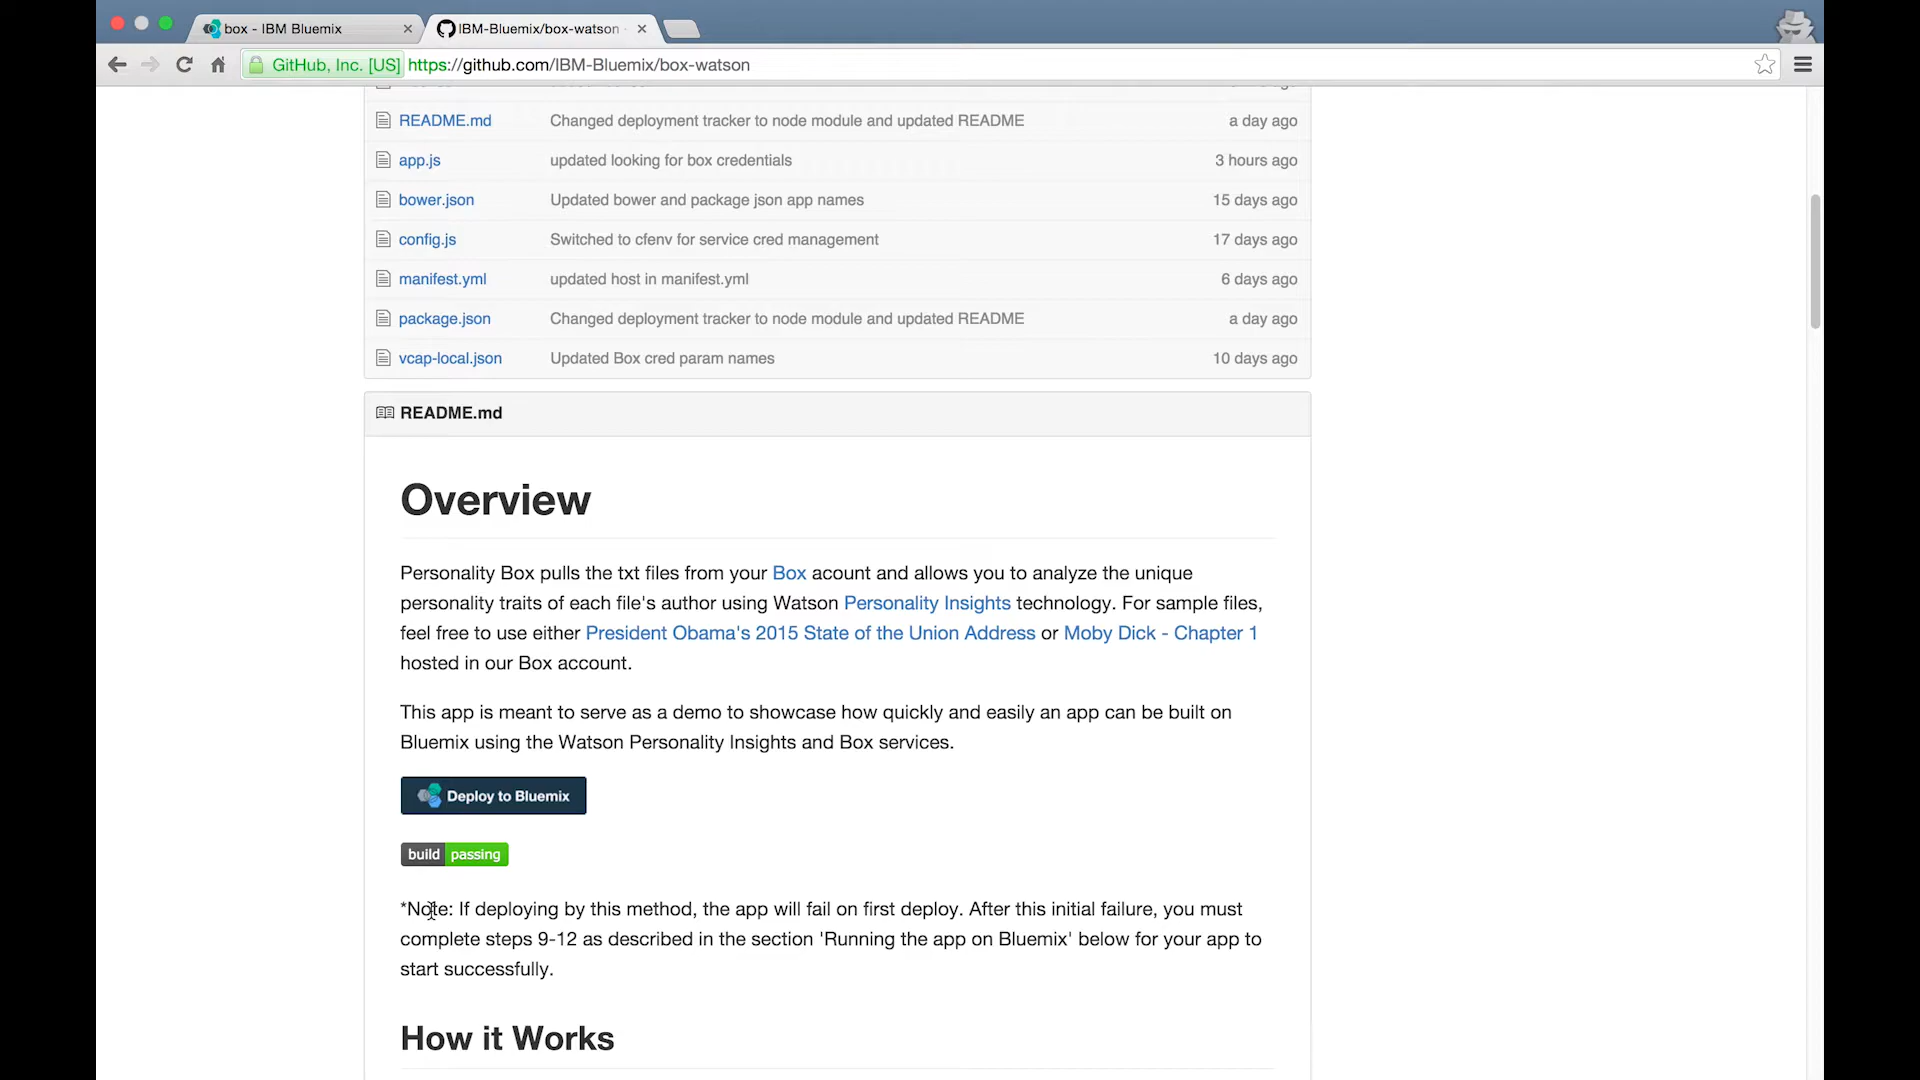 box - IBM Bluemix
IBM-Bluemix/box-watson
GitHub, Inc. [US] https://github.com/IBM-Bluemix/box-watson
README.md Changed deployment tracker to node module and updated README a day ago
app.js updated looking for box credentials 3 hours ago
bower.json Updated bower and package json app names 15 days ago
config.js Switched to cfenv for service cred management 17 days ago
manifest.yml updated host in manifest.yml 6 days ago
package.json Changed deployment tracker to node module and updated README a day ago
vcap-local.json Updated Box cred param names 10 days ago
README.md
Overview
Personality Box pulls the txt files from your Box acount and allows you to analyze the unique
personality traits of each file's author using Watson Personality Insights technology. For sample files,
feel free to use either President Obama's 2015 State of the Union Address or Moby Dick - Chapter 1
hosted in our Box account.
This app is meant to serve as a demo to showcase how quickly and easily an app can be built on
Bluemix using the Watson Personality Insights and Box services.
Deploy to Bluemix
build passing
*Note: If deploying by this method, the app will fail on first deploy. After this initial failure, you must
complete steps 9-12 as described in the section 'Running the app on Bluemix' below for your app to
start successfully.
How it Works